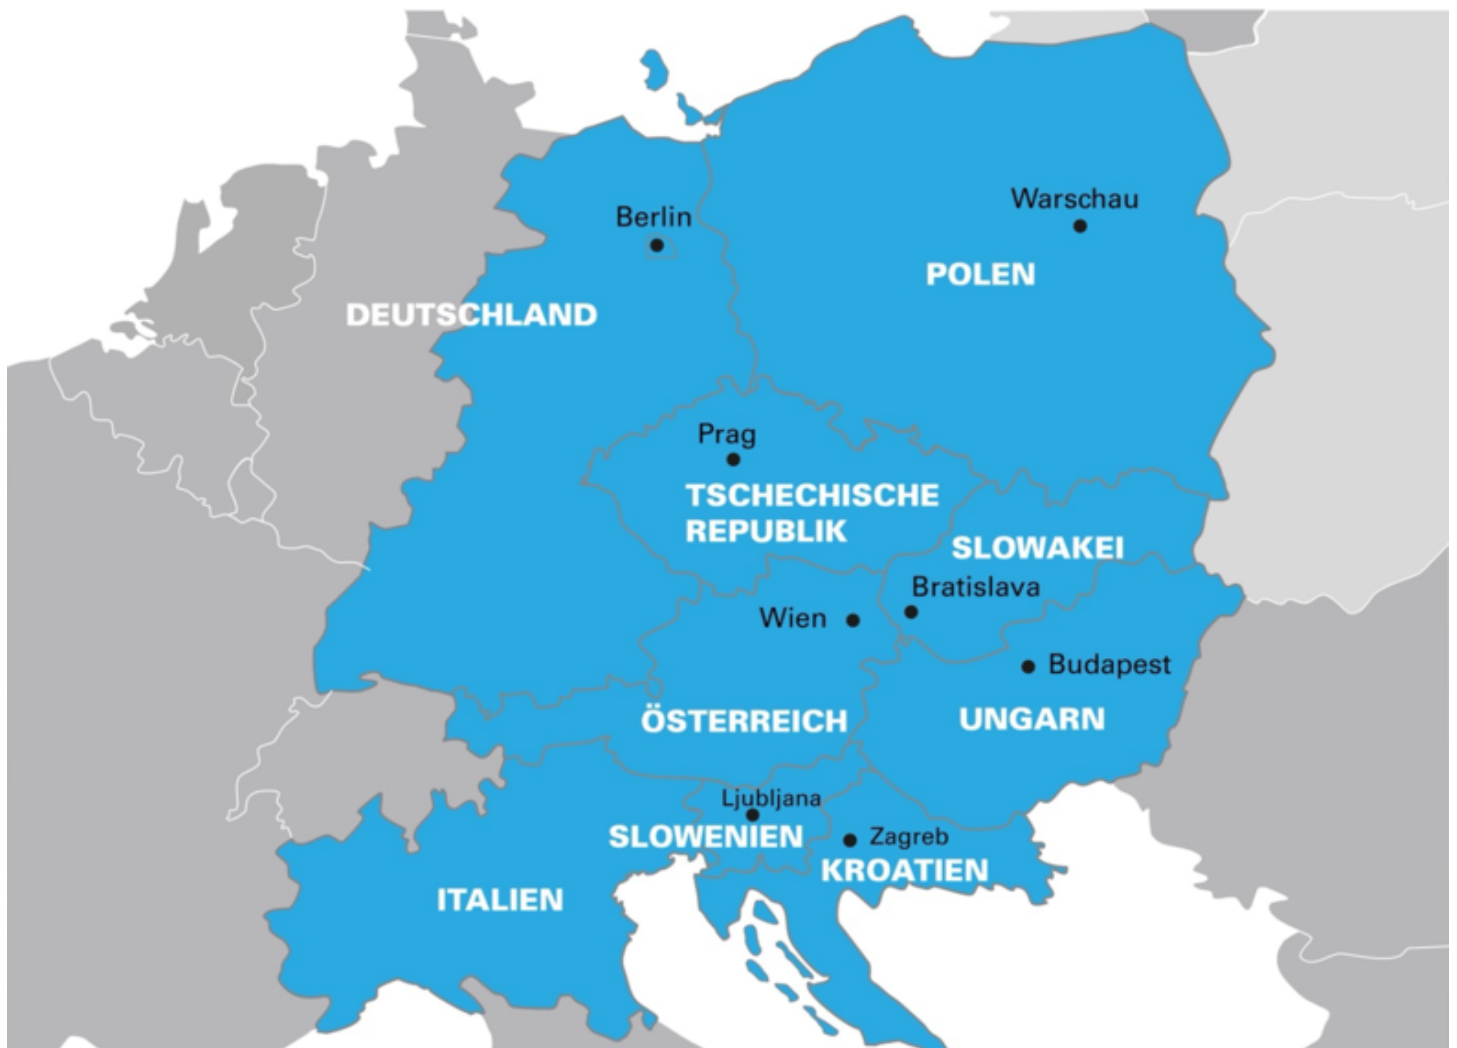 Warschau
Berlin
POLEN
DEUTSCHLAND
Prag
TSCHECHISCHE
REPUBLIK
SLOWAKEI
Bratislava
Wien
Budapest
ÖSTERREICH
UNGARN
Ljubljana
SLOWENIEN
Zagreb
KROATIEN
ITALIEN